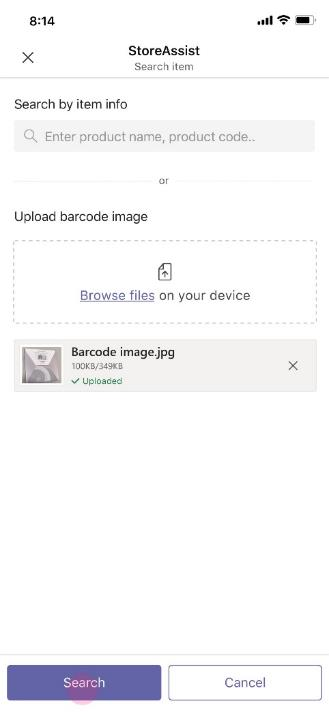 8:14
StoreAssist
Search item
Search by item info
Enter product name, product code..
or
Upload barcode image
Browse files on your device
Barcode image.jpg
100KB/349KB
Uploaded
Search
Cancel